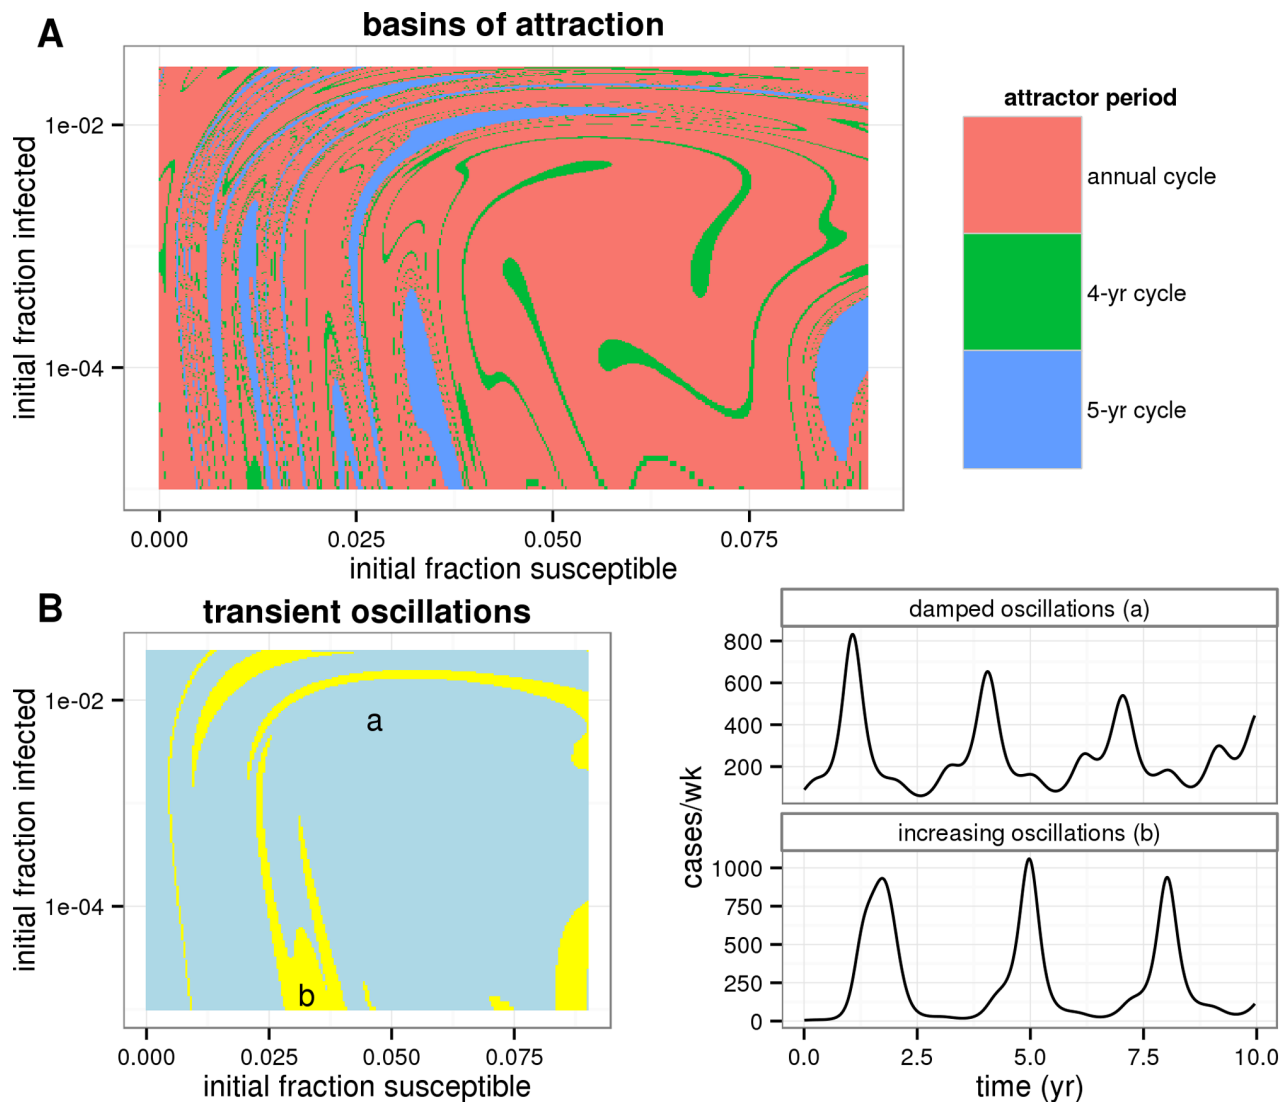 A
basins of attraction
initial fraction infected
1e-02
1e-04
0.000
0.025
0.050
0.075
initial fraction susceptible
attractor period
annual cycle
4-yr cycle
5-yr cycle
B
transient oscillations
initial fraction infected
1e-02
1e-04
a
b
0.000
0.025
0.050
0.075
initial fraction susceptible
damped oscillations (a)
800
600
400
200
cases/wk
increasing oscillations (b)
1000
750
500
250
0
0.0
2.5
5.0
7.5
10.0
time (yr)